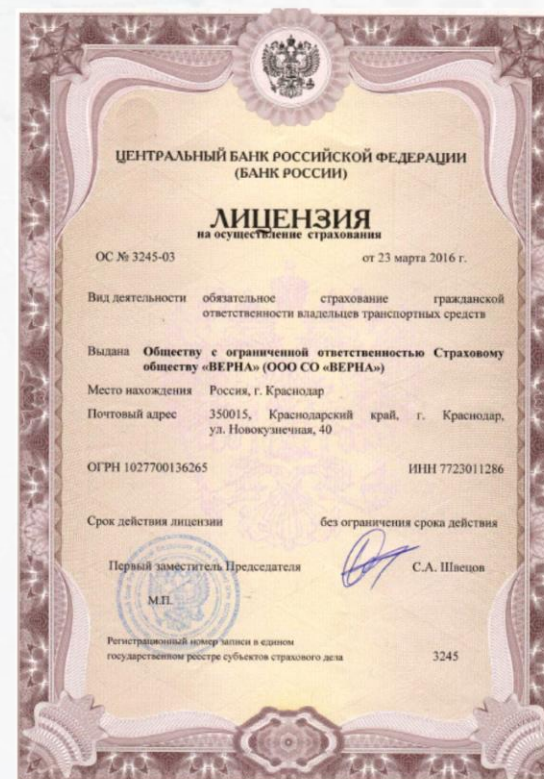 ЦЕНТРАЛЬНЫЙ БАНК РОССИЙСКОЙ ФЕДЕРАЦИИ
(БАНК РОССИИ)
ЛИЦЕНЗИЯ
на осуществление страхования
ОС № 3245-03 от 23 марта 2016 г.
Вид деятельности обязательное страхование гражданской
ответственности владельцев транспортных средств
Выдана Обществу с ограниченной ответственностью Страховому
обществу «ВЕРНА» (ООО СО «ВЕРНА»)
Место нахождения Россия, г. Краснодар
Почтовый адрес 350015, Краснодарский край, г. Краснодар,
ул. Новокузнечная, 40
ОГРН 1027700136265 ИНН 7723011286
Срок действия лицензии без ограничения срока действия
Первый заместитель Председателя С.А. Швецов
М.П.
Регистрационный номер записи в едином
государственном реестре субъектов страхового дела 3245